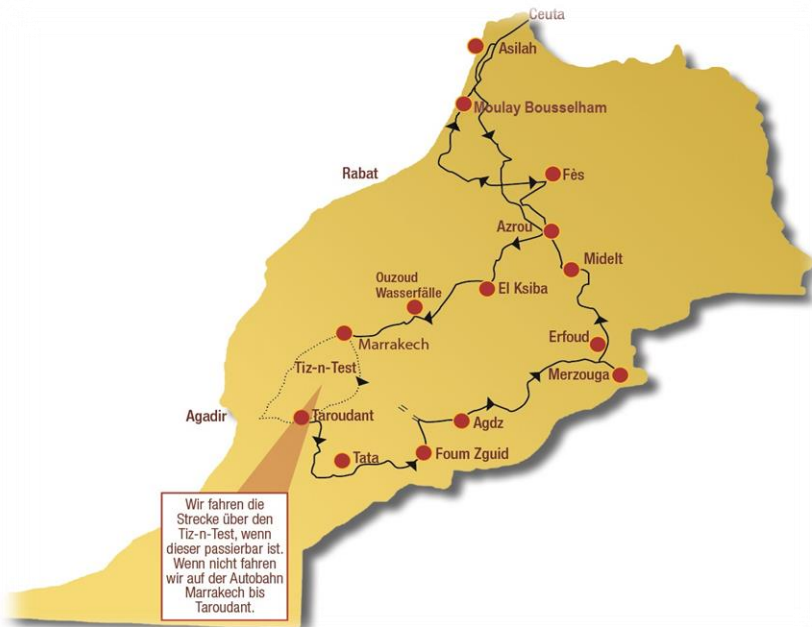 Ceuta
Asilah
Moulay Bousselham
Rabat
Fès
Azrou
Midelt
Ouzoud
Wasserfälle
El Ksiba
Marrakech
Erfoud
Tiz-n-Test
Merzouga
Agadir
Taroudant
Agdz
Tata
Foum Zguid
Wir fahren die
Strecke über den
Tiz-n-Test, wenn
dieser passierbar ist.
Wenn nicht fahren
wir auf der Autobahn
Marrakech bis
Taroudant.